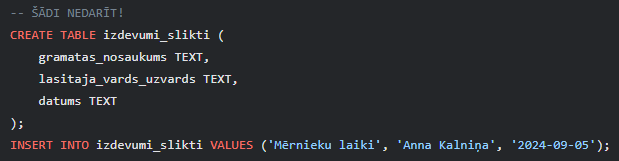 -- ŠĀDI NEDARĪT!
CREATE TABLE izdevumi_slikti (
    gramatas_nosaukums TEXT,
    lasitaja_vards_uzvards TEXT,
    datums TEXT
);
INSERT INTO izdevumi_slikti VALUES ('Mērnieku laiki', 'Anna Kalniņa', '2024-09-05');